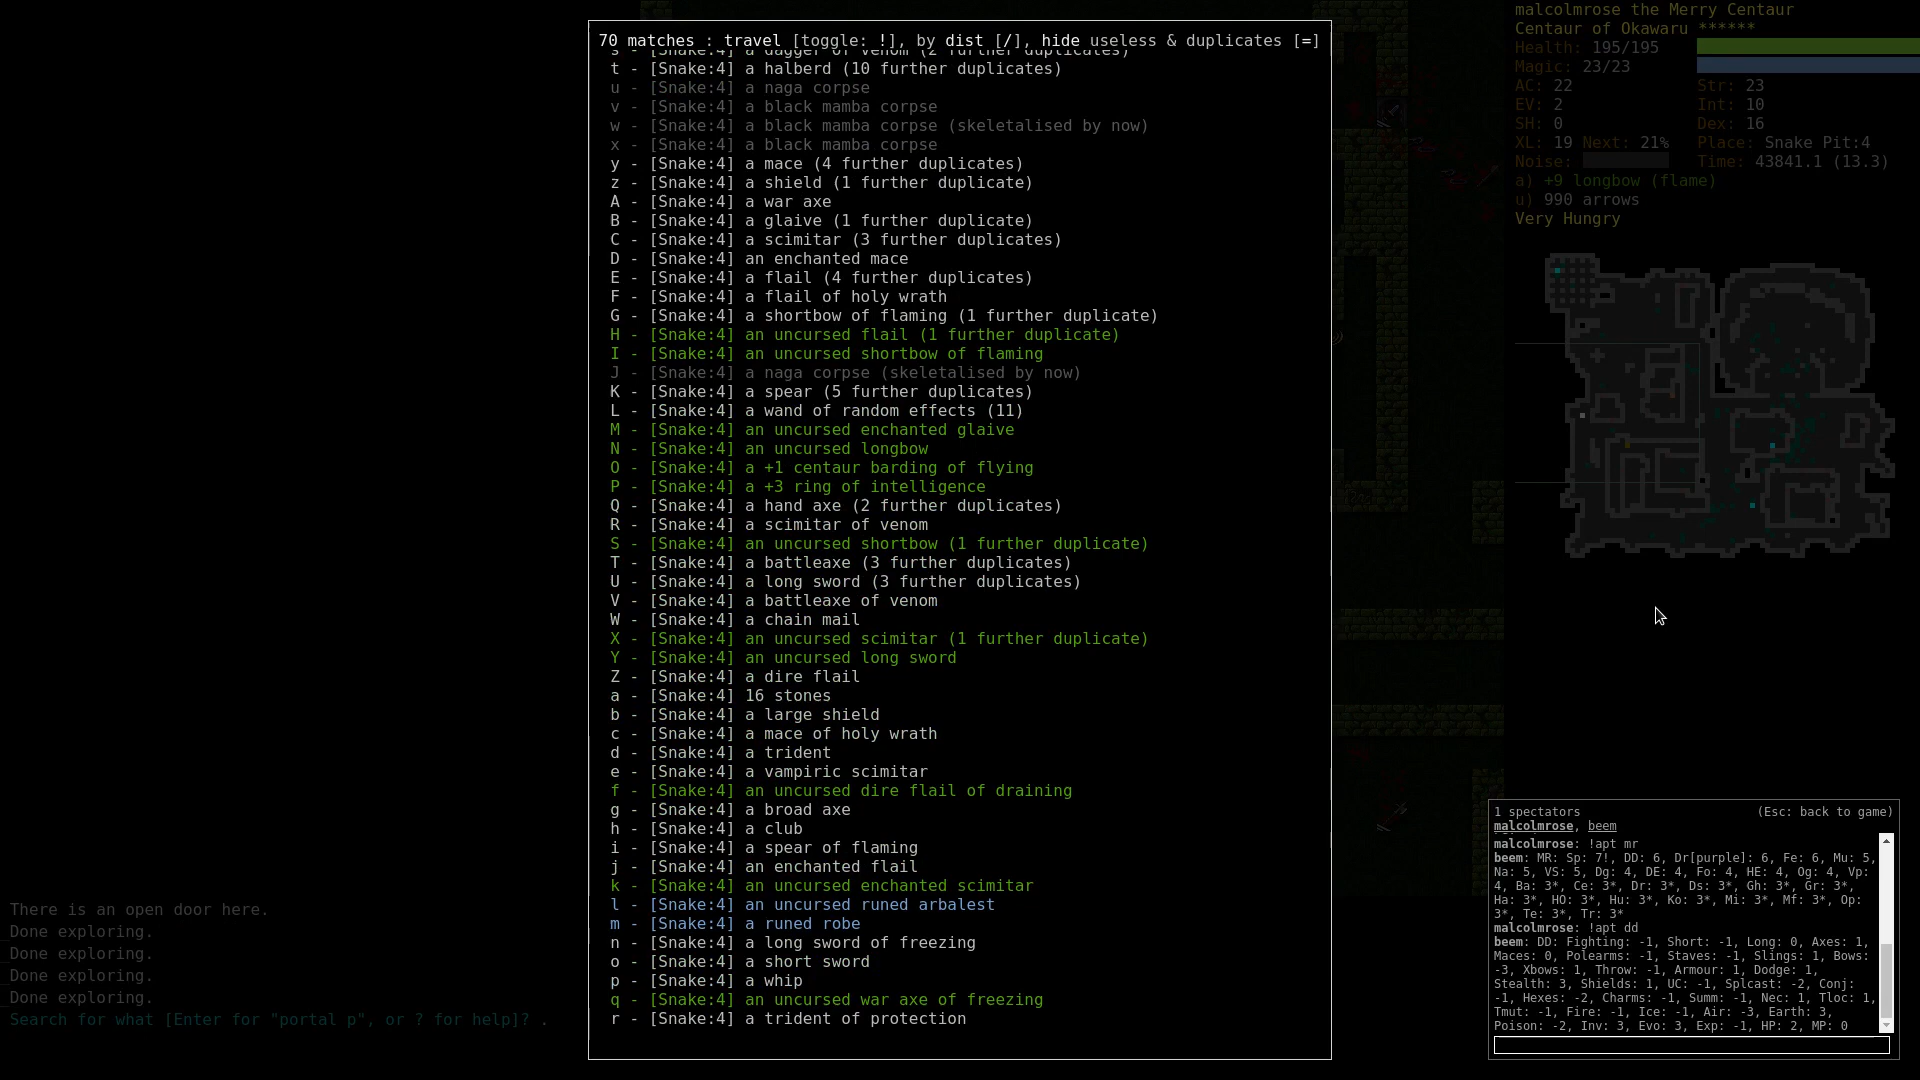 70 matches : travel [toggle: !], by dist [/], hide useless & duplicates [=]
s - [Snake:4] a dagger of venom (2 further duplicates)
t - [Snake:4] a halberd (10 further duplicates)
u - [Snake:4] a naga corpse
v - [Snake:4] a black mamba corpse
w - [Snake:4] a black mamba corpse (skeletalised by now)
x - [Snake:4] a black mamba corpse
y - [Snake:4] a mace (4 further duplicates)
z - [Snake:4] a shield (1 further duplicate)
A - [Snake:4] a war axe
B - [Snake:4] a glaive (1 further duplicate)
C - [Snake:4] a scimitar (3 further duplicates)
D - [Snake:4] an enchanted mace
E - [Snake:4] a flail (4 further duplicates)
F - [Snake:4] a flail of holy wrath
G - [Snake:4] a shortbow of flaming (1 further duplicate)
H - [Snake:4] an uncursed flail (1 further duplicate)
I - [Snake:4] an uncursed shortbow of flaming
J - [Snake:4] a naga corpse (skeletalised by now)
K - [Snake:4] a spear (5 further duplicates)
L - [Snake:4] a wand of random effects (11)
M - [Snake:4] an uncursed enchanted glaive
N - [Snake:4] an uncursed longbow
O - [Snake:4] a +1 centaur barding of flying
P - [Snake:4] a +3 ring of intelligence
Q - [Snake:4] a hand axe (2 further duplicates)
R - [Snake:4] a scimitar of venom
S - [Snake:4] an uncursed shortbow (1 further duplicate)
T - [Snake:4] a battleaxe (3 further duplicates)
U - [Snake:4] a long sword (3 further duplicates)
V - [Snake:4] a battleaxe of venom
W - [Snake:4] a chain mail
X - [Snake:4] an uncursed scimitar (1 further duplicate)
Y - [Snake:4] an uncursed long sword
Z - [Snake:4] a dire flail
a - [Snake:4] 16 stones
b - [Snake:4] a large shield
c - [Snake:4] a mace of holy wrath
d - [Snake:4] a trident
e - [Snake:4] a vampiric scimitar
f - [Snake:4] an uncursed dire flail of draining
g - [Snake:4] a broad axe
h - [Snake:4] a club
i - [Snake:4] a spear of flaming
j - [Snake:4] an enchanted flail
k - [Snake:4] an uncursed enchanted scimitar
l - [Snake:4] an uncursed runed arbalest
m - [Snake:4] a runed robe
n - [Snake:4] a long sword of freezing
o - [Snake:4] a short sword
p - [Snake:4] a whip
q - [Snake:4] an uncursed war axe of freezing
r - [Snake:4] a trident of protection
There is an open door here.
_Done exploring.
_Done exploring.
_Done exploring.
_Done exploring.
Search for what [Enter for "portal p", or ? for help]? .
malcolmrose the Merry Centaur
Centaur of Okawaru ******
Health: 195/195
Magic: 23/23
AC: 22 Str: 23
EV: 2 Int: 10
SH: 0 Dex: 16
XL: 19 Next: 21% Place: Snake Pit:4
Noise: Time: 43841.1 (13.3)
a) +9 longbow (flame)
u) 990 arrows
Very Hungry
1 spectators (Esc: back to game)
malcolmrose, beem
malcolmrose: !apt mr
beem: MR: Sp: 7!, DD: 6, Dr[purple]: 6, Fe: 6, Mu: 5,
Na: 5, VS: 5, Dg: 4, DE: 4, Fo: 4, HE: 4, Og: 4, Vp:
4, Ba: 3*, Ce: 3*, Dr: 3*, Ds: 3*, Gh: 3*, Gr: 3*,
Ha: 3*, HO: 3*, Hu: 3*, Ko: 3*, Mi: 3*, Mf: 3*, Op:
3*, Te: 3*, Tr: 3*
malcolmrose: !apt dd
beem: DD: Fighting: -1, Short: -1, Long: 0, Axes: 1,
Maces: 0, Polearms: -1, Staves: -1, Slings: 1, Bows:
-3, Xbows: 1, Throw: -1, Armour: 1, Dodge: 1,
Stealth: 3, Shields: 1, UC: -1, Splcast: -2, Conj:
-1, Hexes: -2, Charms: -1, Summ: -1, Nec: 1, Tloc: 1,
Tmut: -1, Fire: -1, Ice: -1, Air: -3, Earth: 3,
Poison: -2, Inv: 3, Evo: 3, Exp: -1, HP: 2, MP: 0